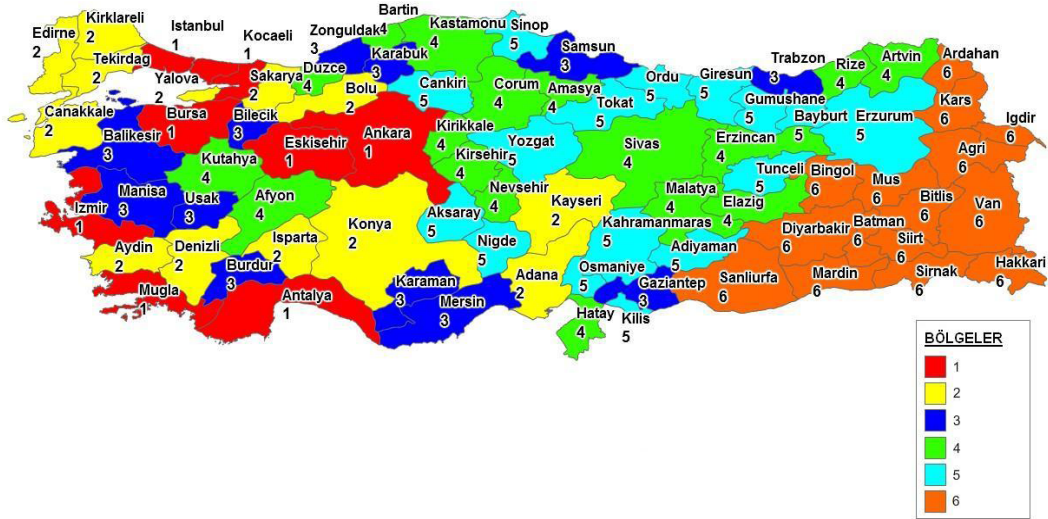 Bartin
4
Kirklareli
2
Edirne
2
Istanbul
1
Kocaeli
1
Zonguldak
3
Kastamonu
4
Sinop
5
Samsun
3
Trabzon
3
Rize
4
Artvin
4
Ardahan
6
Tekirdag
2
Yalova
2
Sakarya
2
Duzce
4
Karabuk
3
Bolu
2
Cankiri
5
Corum
4
Amasya
4
Tokat
5
Ordu
5
Giresun
5
Gumushane
5
Bayburt
5
Erzurum
5
Kars
6
Igdir
6
Canakkale
2
Balikesir
3
Bursa
1
Bilecik
3
Eskisehir
1
Ankara
1
Kirikkale
4
Kirsehir
4
Yozgat
5
Sivas
4
Erzincan
4
Tunceli
5
Bingol
6
Mus
6
Agri
6
Kutahya
4
Manisa
3
Usak
3
Afyon
4
Izmir
1
Aydin
2
Denizli
2
Isparta
2
Konya
2
Aksaray
5
Nevsehir
4
Kayseri
2
Nigde
5
Malatya
4
Elazig
4
Kahramanmaras
5
Adiyaman
5
Diyarbakir
6
Batman
6
Bitlis
6
Siirt
6
Van
6
Mugla
1
Burdur
3
Antalya
1
Karaman
3
Mersin
3
Adana
2
Osmaniye
5
Gaziantep
3
Hatay
4
Kilis
5
Sanliurfa
6
Mardin
6
Sirnak
6
Hakkari
6
BÖLGELER
1
2
3
4
5
6